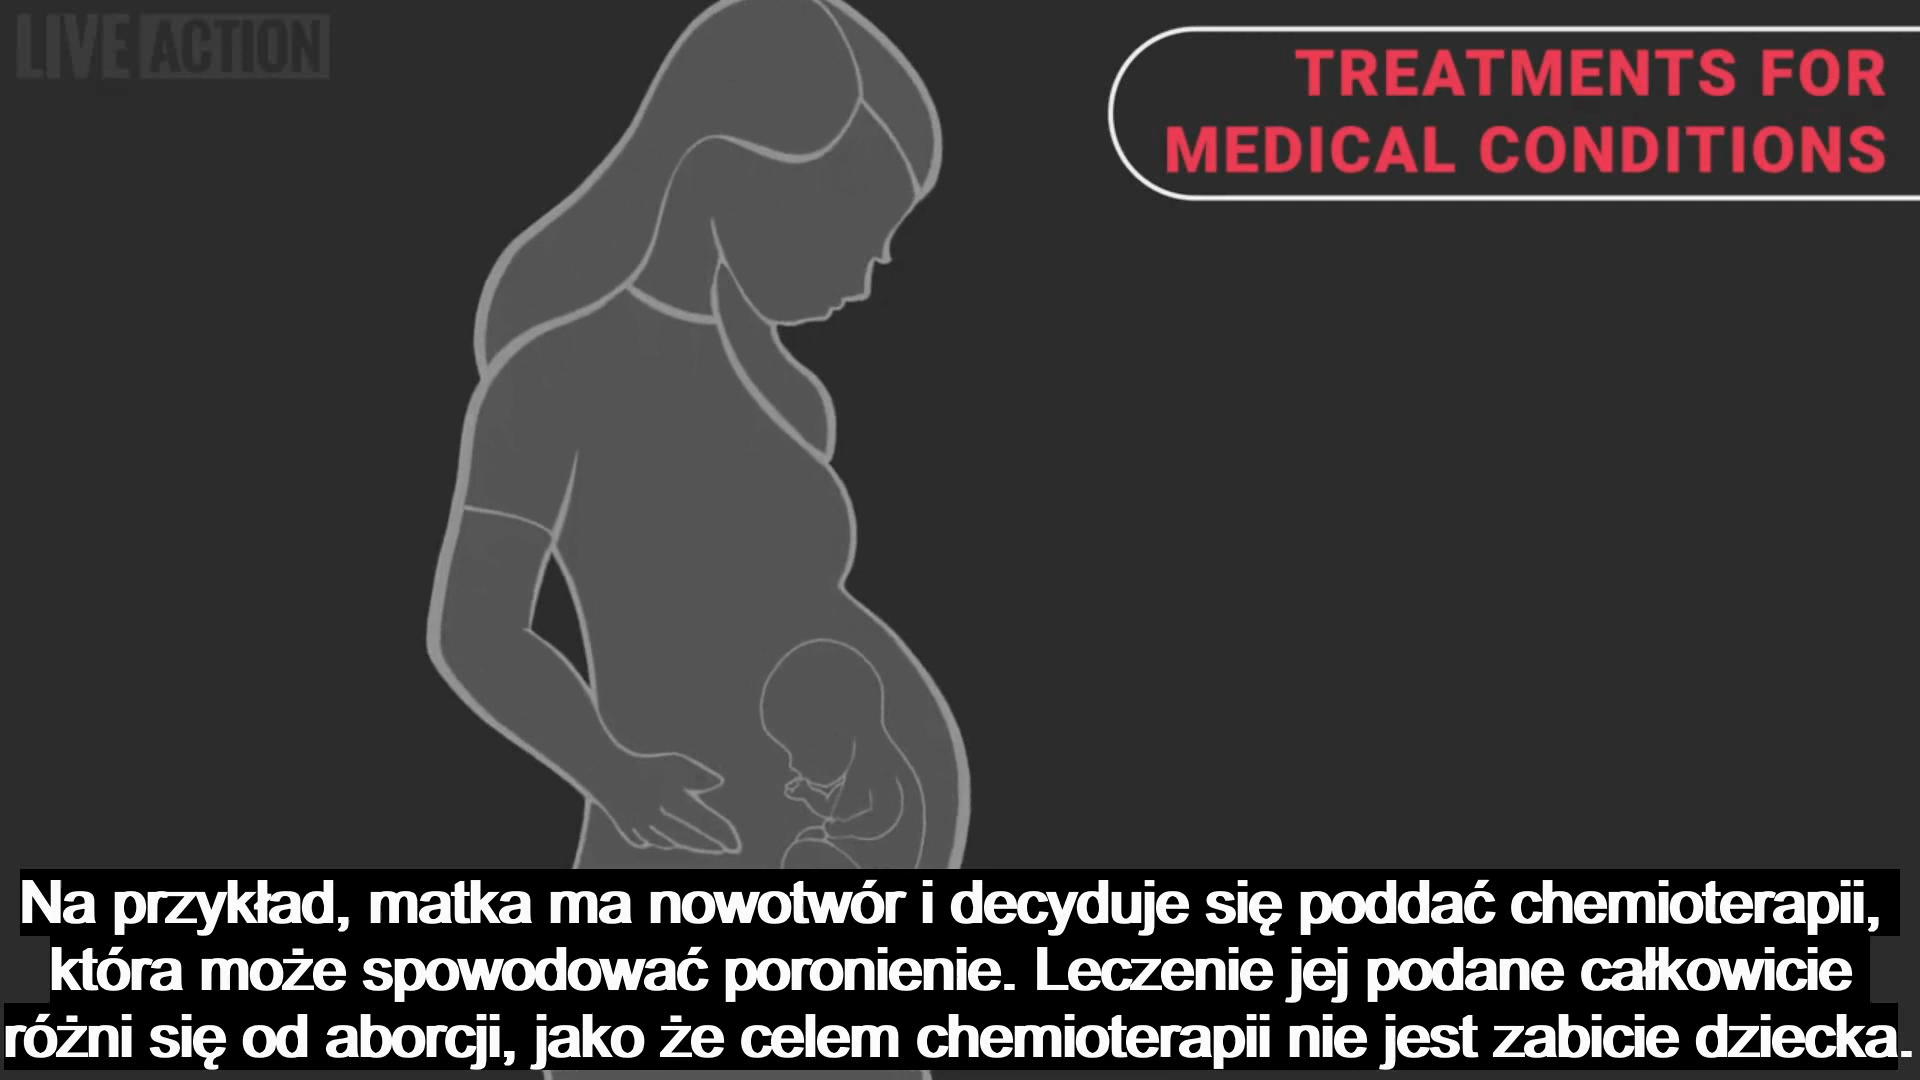 LIVE ACTION
TREATMENTS FOR
MEDICAL CONDITIONS
Na przykład, matka ma nowotwór i decyduje się poddać chemioterapii,
która może spowodować poronienie. Leczenie jej podane całkowicie
różni się od aborcji, jako że celem chemioterapii nie jest zabicie dziecka.